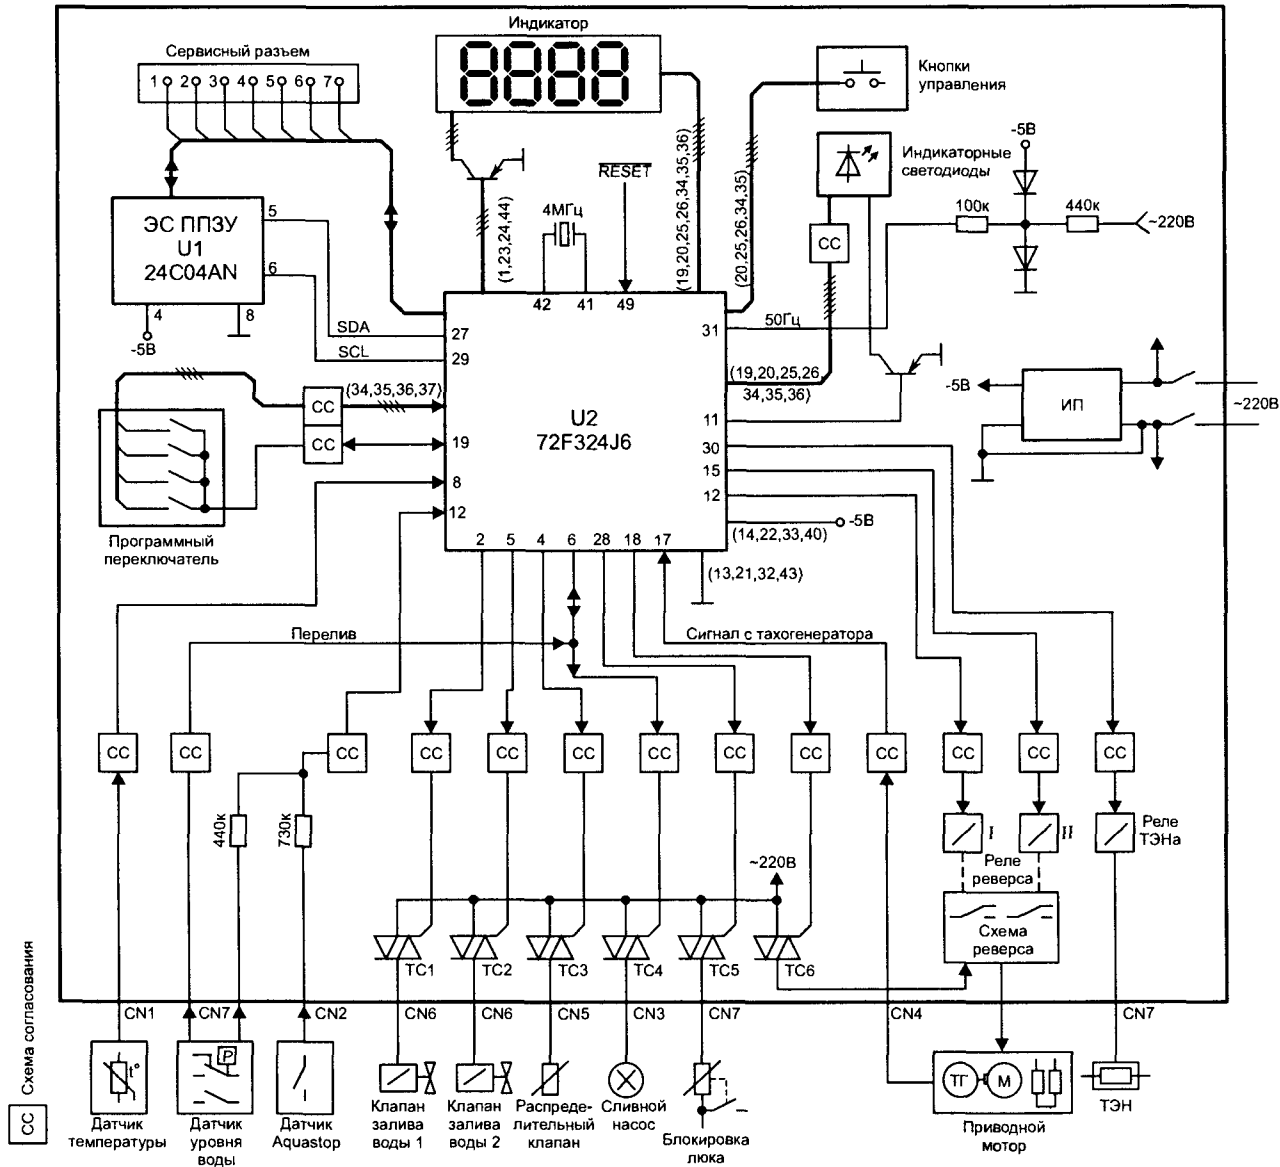 Индикатор
Сервисный разъем
1 2 3 4 5 6 7
8888
Кнопки
управления
Индикаторные
светодиоды
-5В
100к
440к
~220В
RESET
4МГц
(1,23,24,44)
(19,20,25,26,34,35,36)
(20,25,26,34,35)
СС
ЭС ППЗУ
U1
24C04AN
5
6
4
8
-5В
SDA
SCL
42
41
49
27
29
31
50Гц
U2
72F324J6
(34,35,36,37)
СС
СС
19
8
12
(19,20,25,26
34,35,36)
11
30
15
12
-5В
ИП
~220В
Программный
переключатель
2
5
4
6
28
18
17
-5В
(14,22,33,40)
(13,21,32,43)
Перелив
Сигнал с тахогенератора
СС
СС
СС
СС
СС
СС
СС
СС
СС
СС
СС
СС
СС
440к
730к
I
II
Реле
ТЭНа
Реле
реверса
~220В
Схема
реверса
TC1
TC2
TC3
TC4
TC5
TC6
CN1
CN7
CN2
CN6
CN6
CN5
CN3
CN7
CN4
CN7
t°
P
ТГ
М
Датчик
температуры
Датчик
уровня
воды
Датчик
Aquastop
Клапан
залива
воды 1
Клапан
залива
воды 2
Распреде-
лительный
клапан
Сливной
насос
Блокировка
люка
Приводной
мотор
ТЭН
СС
Схема согласования